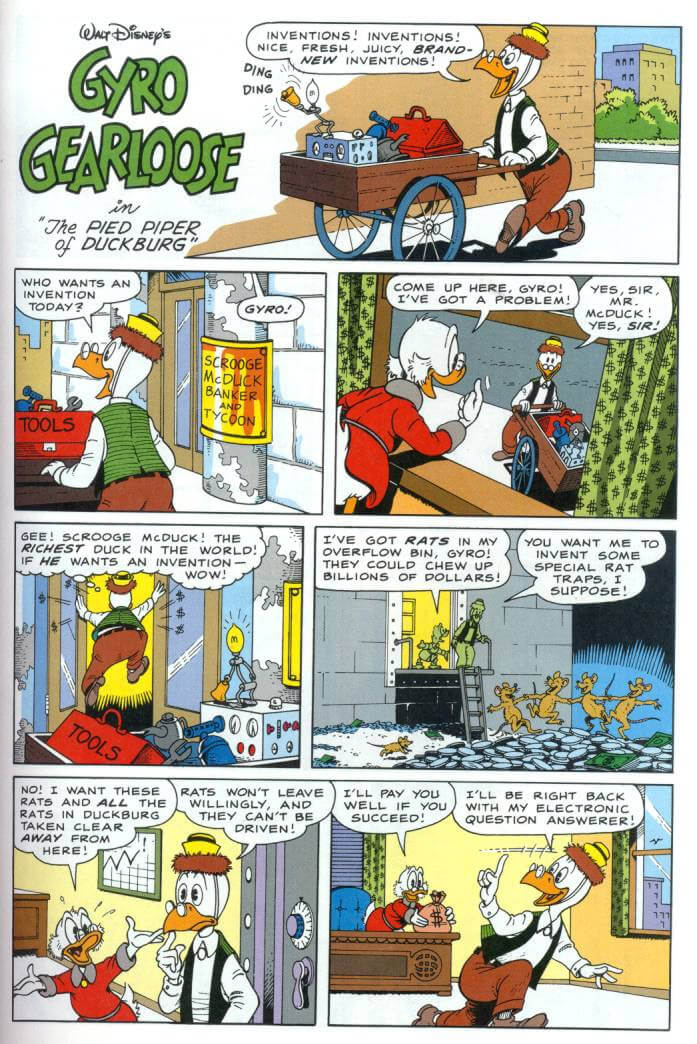 WALT DISNEY'S
GYRO
GEARLOOSE
in
"The PIED PIPER
of DUCKBURG"
INVENTIONS! INVENTIONS!
NICE, FRESH, JUICY, BRAND-
NEW INVENTIONS!
DING
DING
WHO WANTS AN
INVENTION
TODAY?
GYRO!
TOOLS
SCROOGE
McDUCK
BANKER
AND
TYCOON
COME UP HERE, GYRO!
I'VE GOT A PROBLEM!
YES, SIR,
MR.
McDUCK!
YES, SIR!
GEE! SCROOGE McDUCK! THE
RICHEST DUCK IN THE WORLD!
IF HE WANTS AN INVENTION—
WOW!
TOOLS
I'VE GOT RATS IN MY
OVERFLOW BIN, GYRO!
THEY COULD CHEW UP
BILLIONS OF DOLLARS!
YOU WANT ME TO
INVENT SOME
SPECIAL RAT
TRAPS, I
SUPPOSE!
NO! I WANT THESE
RATS AND ALL THE
RATS IN DUCKBURG
TAKEN CLEAR
AWAY FROM
HERE!
RATS WON'T LEAVE
WILLINGLY, AND
THEY CAN'T BE
DRIVEN!
I'LL PAY YOU
WELL IF YOU
SUCCEED!
$
I'LL BE RIGHT BACK
WITH MY ELECTRONIC
QUESTION ANSWERER!